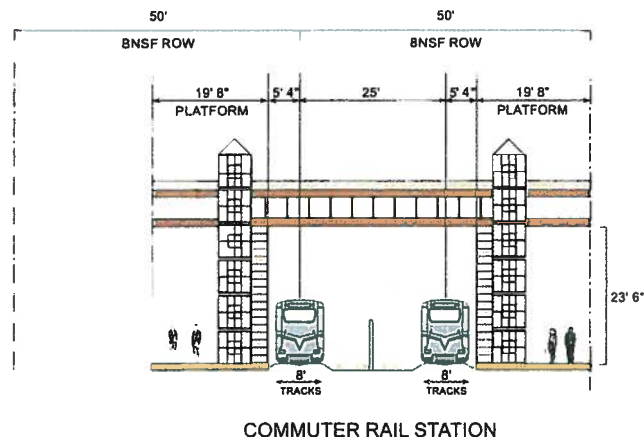 50' 50'
BNSF ROW BNSF ROW
19' 8" 5' 4" 25' 5' 4" 19' 8"
PLATFORM PLATFORM
23' 6"
8' 8'
TRACKS TRACKS
COMMUTER RAIL STATION